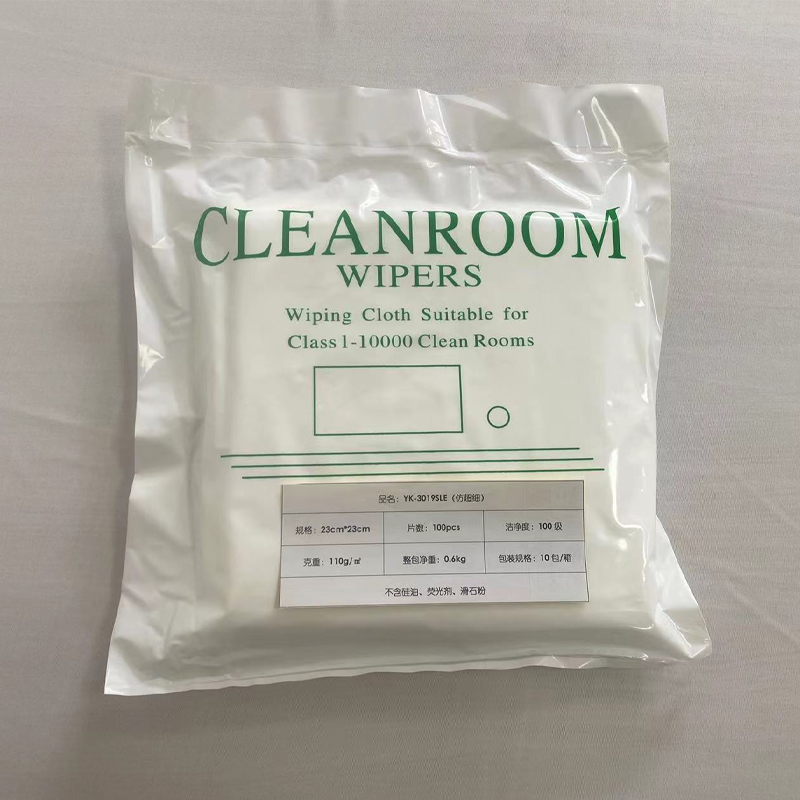 CLEANROOM
WIPERS
Wiping Cloth Suitable for
Class 1-10000 Clean Rooms
品名：YK-3019SLE（仿超细）
规格：23cm*23cm 片数：100pcs 洁净度：100 级
克重：110g/㎡ 整包净重：0.6kg 包装规格：10 包/箱
不含硅油、荧光剂、滑石粉